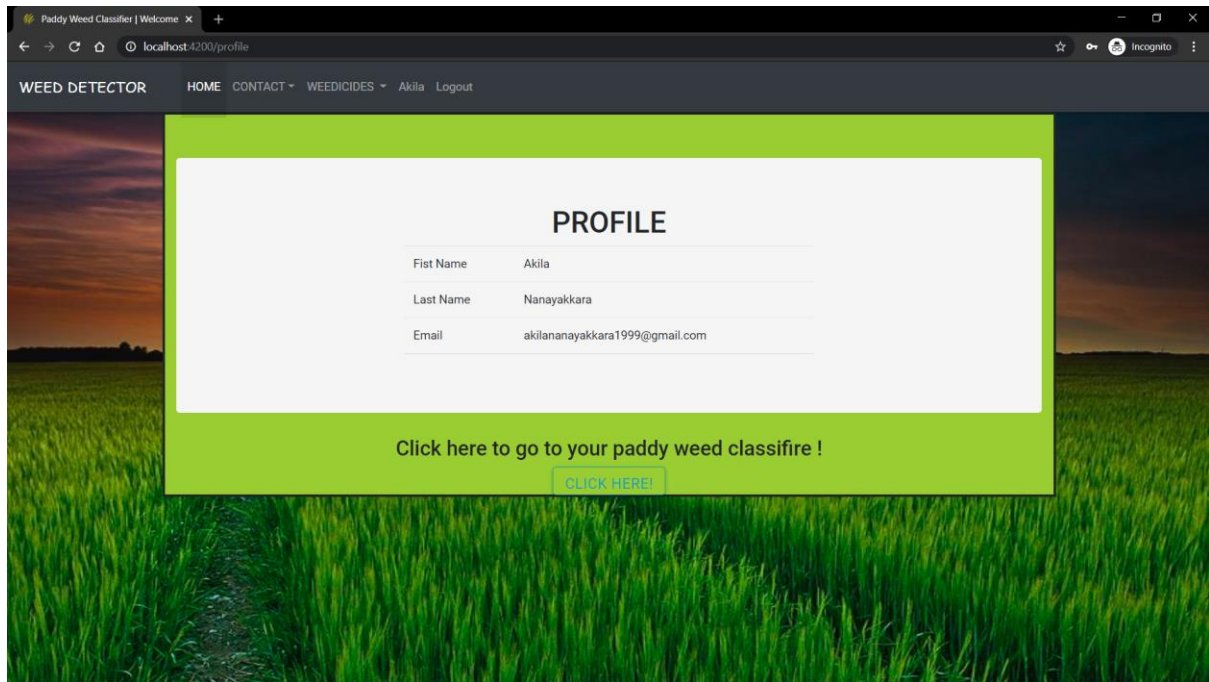 Paddy Weed Classifier | Welcome
localhost:4200/profile Incognito
WEED DETECTOR HOME CONTACT WEEDICIDES Akila Logout
PROFILE
Fist Name Akila
Last Name Nanayakkara
Email akilananayakkara1999@gmail.com
Click here to go to your paddy weed classifire !
CLICK HERE!